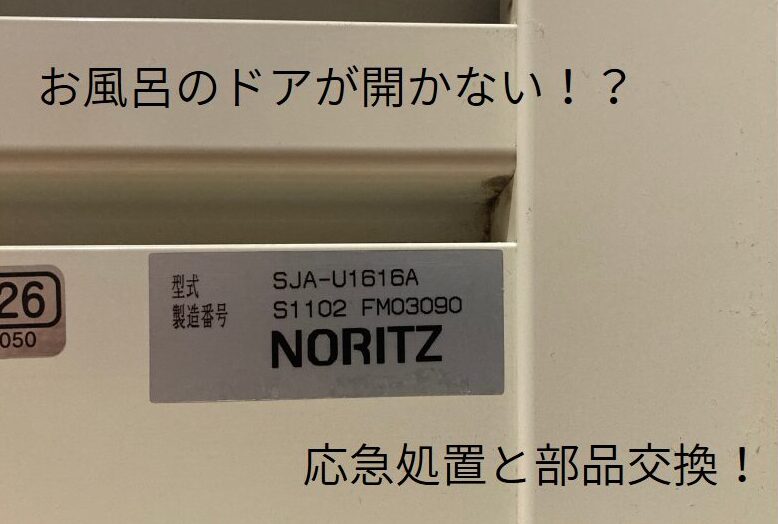 お風呂のドアが開かない！？
26
050
型式 SJA-U1616A
製造番号 S1102 FM03090
NORITZ
応急処置と部品交換！